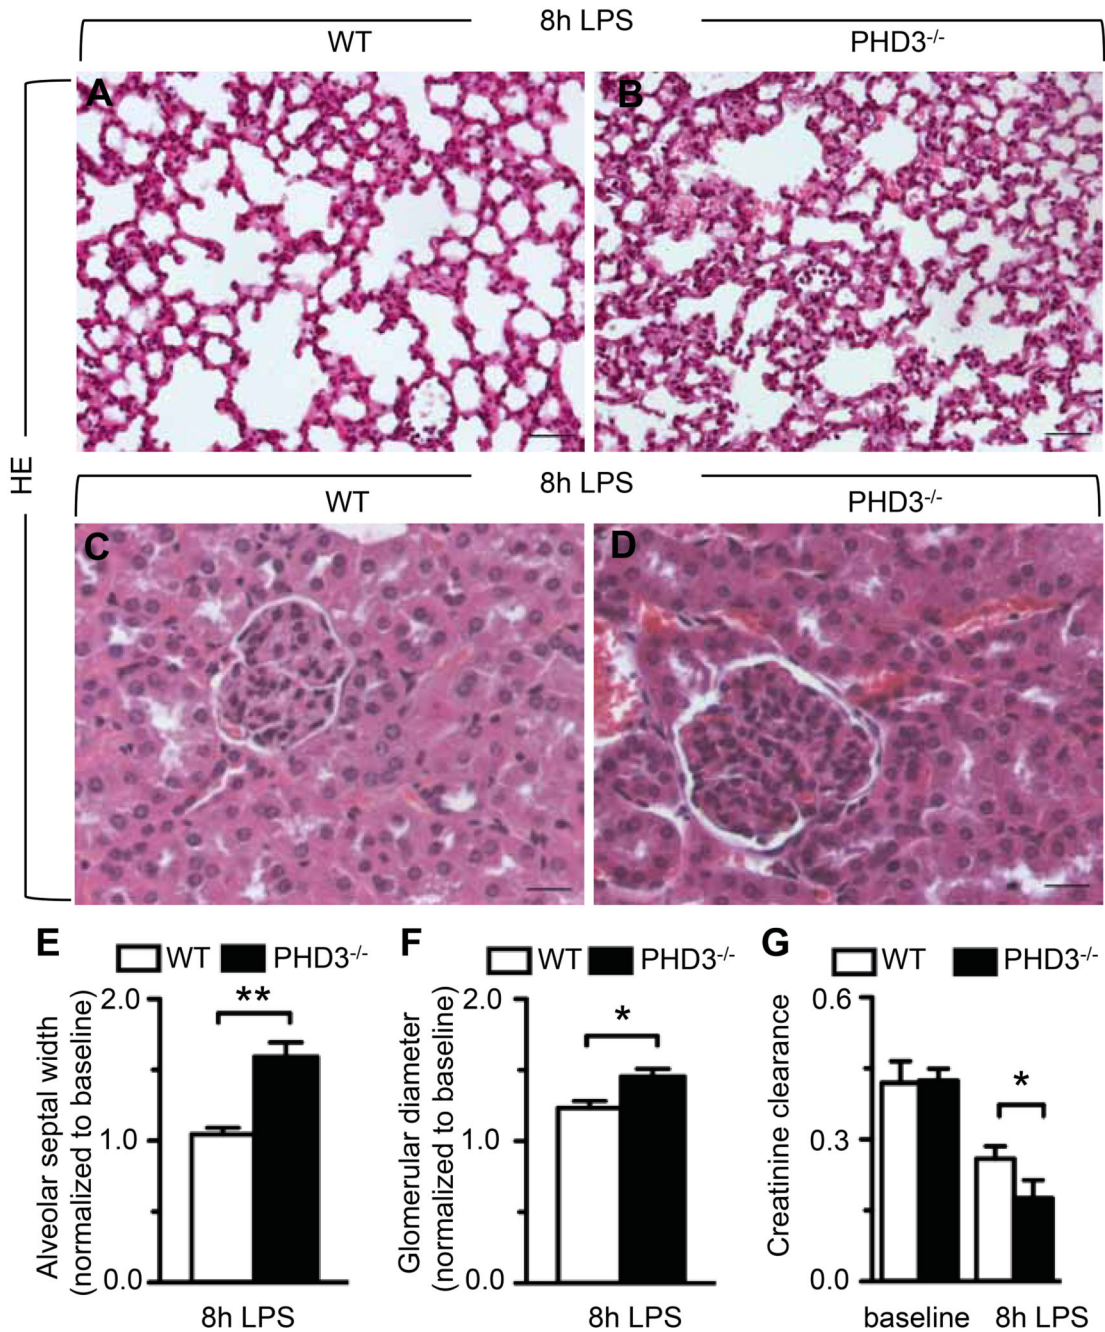 8h LPS
WT PHD3-/-
A B
HE
8h LPS
WT PHD3-/-
C D
E WT PHD3-/-
Alveolar septal width
(normalized to baseline)
2.0
1.0
0.0
**
8h LPS
F WT PHD3-/-
Glomerular diameter
(normalized to baseline)
2.0
1.0
0.0
*
8h LPS
G WT PHD3-/-
Creatinine clearance
0.6
0.3
0.0
*
baseline 8h LPS